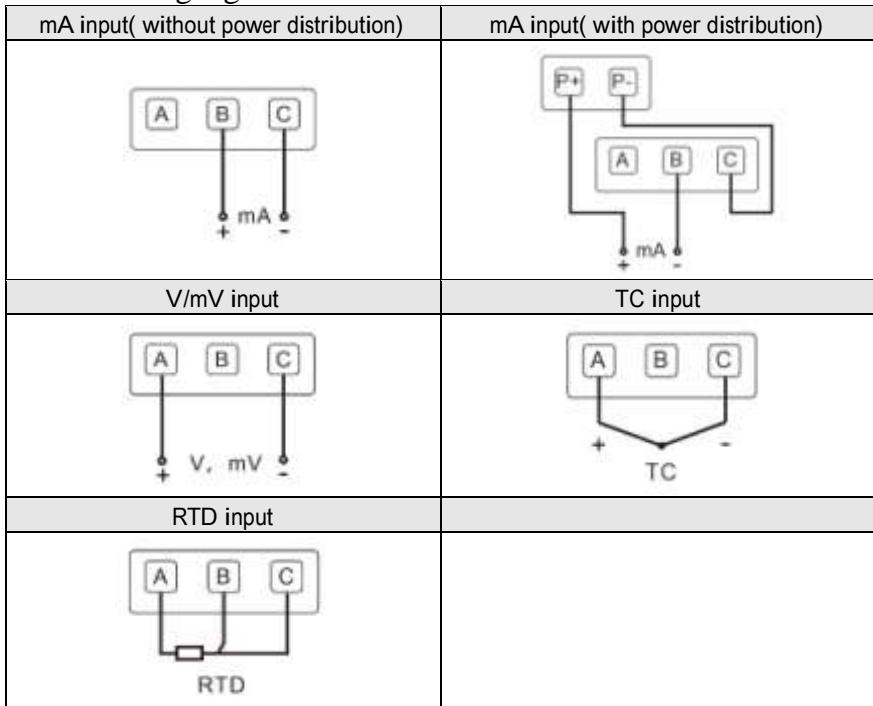 mA input( without power distribution)
mA input( with power distribution)
A B C
+ mA -
P+ P-
A B C
+ mA -
V/mV input
TC input
A B C
+ V, mV -
A B C
+ -
TC
RTD input
A B C
RTD